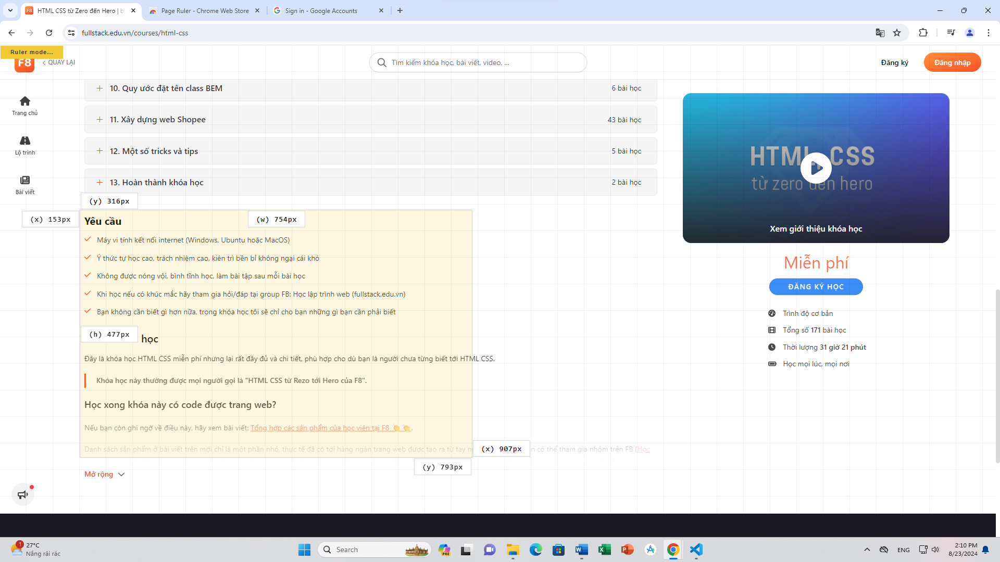 HTML CSS từ Zero đến Hero | b
Page Ruler - Chrome Web Store
Sign in - Google Accounts
fullstack.edu.vn/courses/html-css
Ruler mode...
F8
QUAY LẠI
Tìm kiếm khóa học, bài viết, video, ...
Đăng ký
Đăng nhập
Trang chủ
Lộ trình
Bài viết
10. Quy ước đặt tên class BEM
6 bài học
11. Xây dựng web Shopee
43 bài học
12. Một số tricks và tips
5 bài học
13. Hoàn thành khóa học
2 bài học
(y) 316px
(x) 153px
(w) 754px
Yêu cầu
Máy vi tính kết nối internet (Windows, Ubuntu hoặc MacOS)
Ý thức tự học cao, trách nhiệm cao, kiên trì bền bỉ không ngại cái khó
Không được nóng vội, bình tĩnh học, làm bài tập sau mỗi bài học
Khi học nếu có khúc mắc hãy tham gia hỏi/đáp tại group FB: Học lập trình web (fullstack.edu.vn)
Bạn không cần biết gì hơn nữa, trong khóa học tôi sẽ chỉ cho bạn những gì bạn cần phải biết
(h) 477px
học
Đây là khóa học HTML CSS miễn phí nhưng lại rất đầy đủ và chi tiết, phù hợp cho dù bạn là người chưa từng biết tới HTML CSS.
Khóa học này thường được mọi người gọi là "HTML CSS từ Rezo tới Hero của F8".
Học xong khóa này có code được trang web?
Nếu bạn còn ghi ngờ về điều này, hãy xem bài viết: Tổng hợp các sản phẩm của học viên tại F8 👏👏.
Danh sách sản phẩm ở bài viết trên mới chỉ là một phần nhỏ, thực tế đã có tới hàng ngàn trang web được tạo ra từ tay
có thể tham gia nhóm trên FB (Học
(x) 907px
(y) 793px
Mở rộng
HTML CSS
từ zero đến hero
Xem giới thiệu khóa học
Miễn phí
ĐĂNG KÝ HỌC
Trình độ cơ bản
Tổng số 171 bài học
Thời lượng 31 giờ 21 phút
Học mọi lúc, mọi nơi
1
27°C
Nắng rải rác
Search
PRE
ENG
2:10 PM
8/23/2024